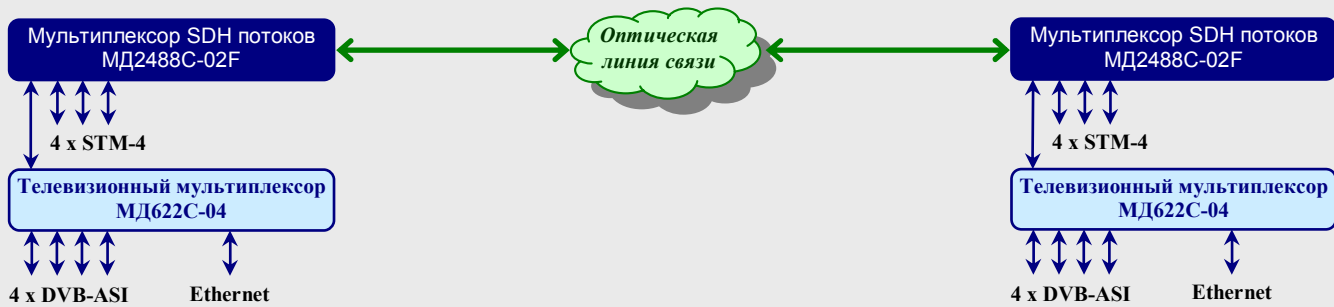 Мультиплексор SDH потоков
МД2488С-02F
Оптическая
линия связи
Мультиплексор SDH потоков
МД2488С-02F
4 x STM-4
4 x STM-4
Телевизионный мультиплексор
МД622С-04
Телевизионный мультиплексор
МД622С-04
4 x DVB-ASI
Ethernet
4 x DVB-ASI
Ethernet